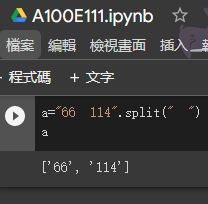 A100E111.ipynb
檔案 編輯 檢視畫面 插入
程式碼 + 文字
a="66  114".split("  ")
a
['66', '114']